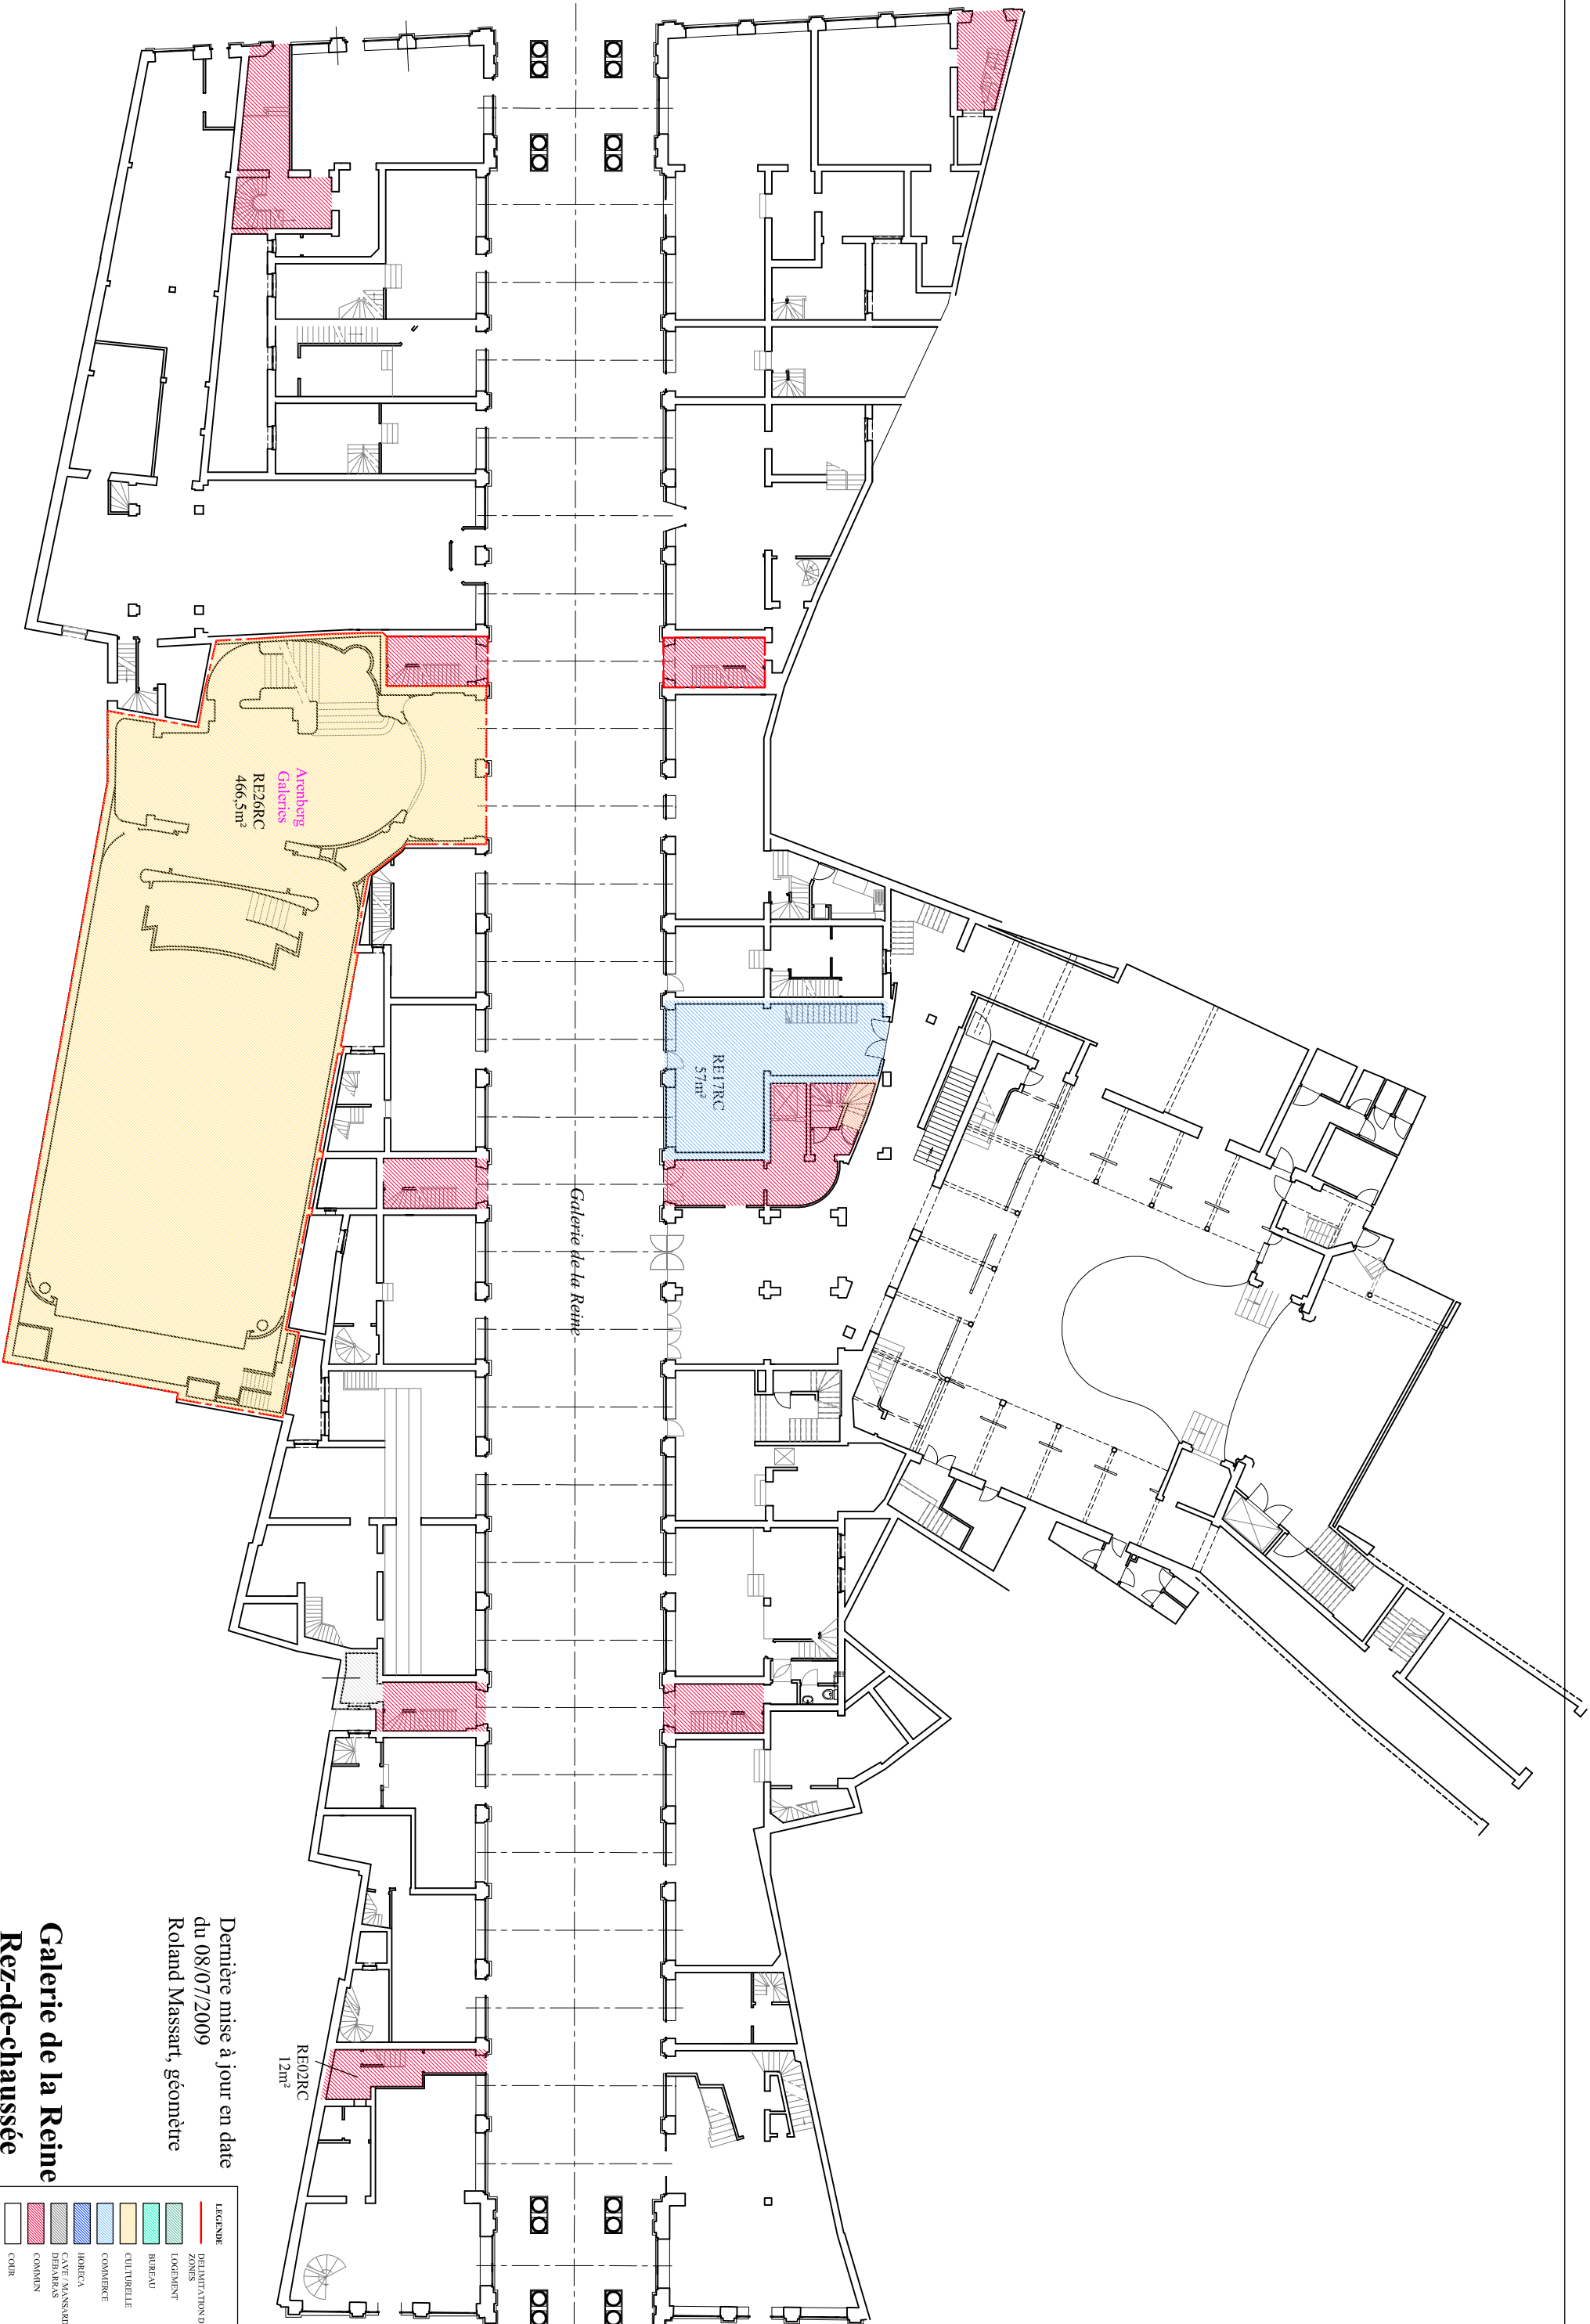 Arenberg
Galeries
RE26RC
466,5m²
RE17RC
57m²
Galerie de la Reine
RE02RC
12m²
Dernière mise à jour en date
du 08/07/2009
Roland Massart, géomètre
Galerie de la Reine
Rez-de-chaussée
LEGENDE
DELIMITATION D
ZONES
LOGEMENT
BUREAU
CULTURELLE
COMMERCE
HORECA
CAVE / MANSARD
DEBARRAS
COMMUN
COUR